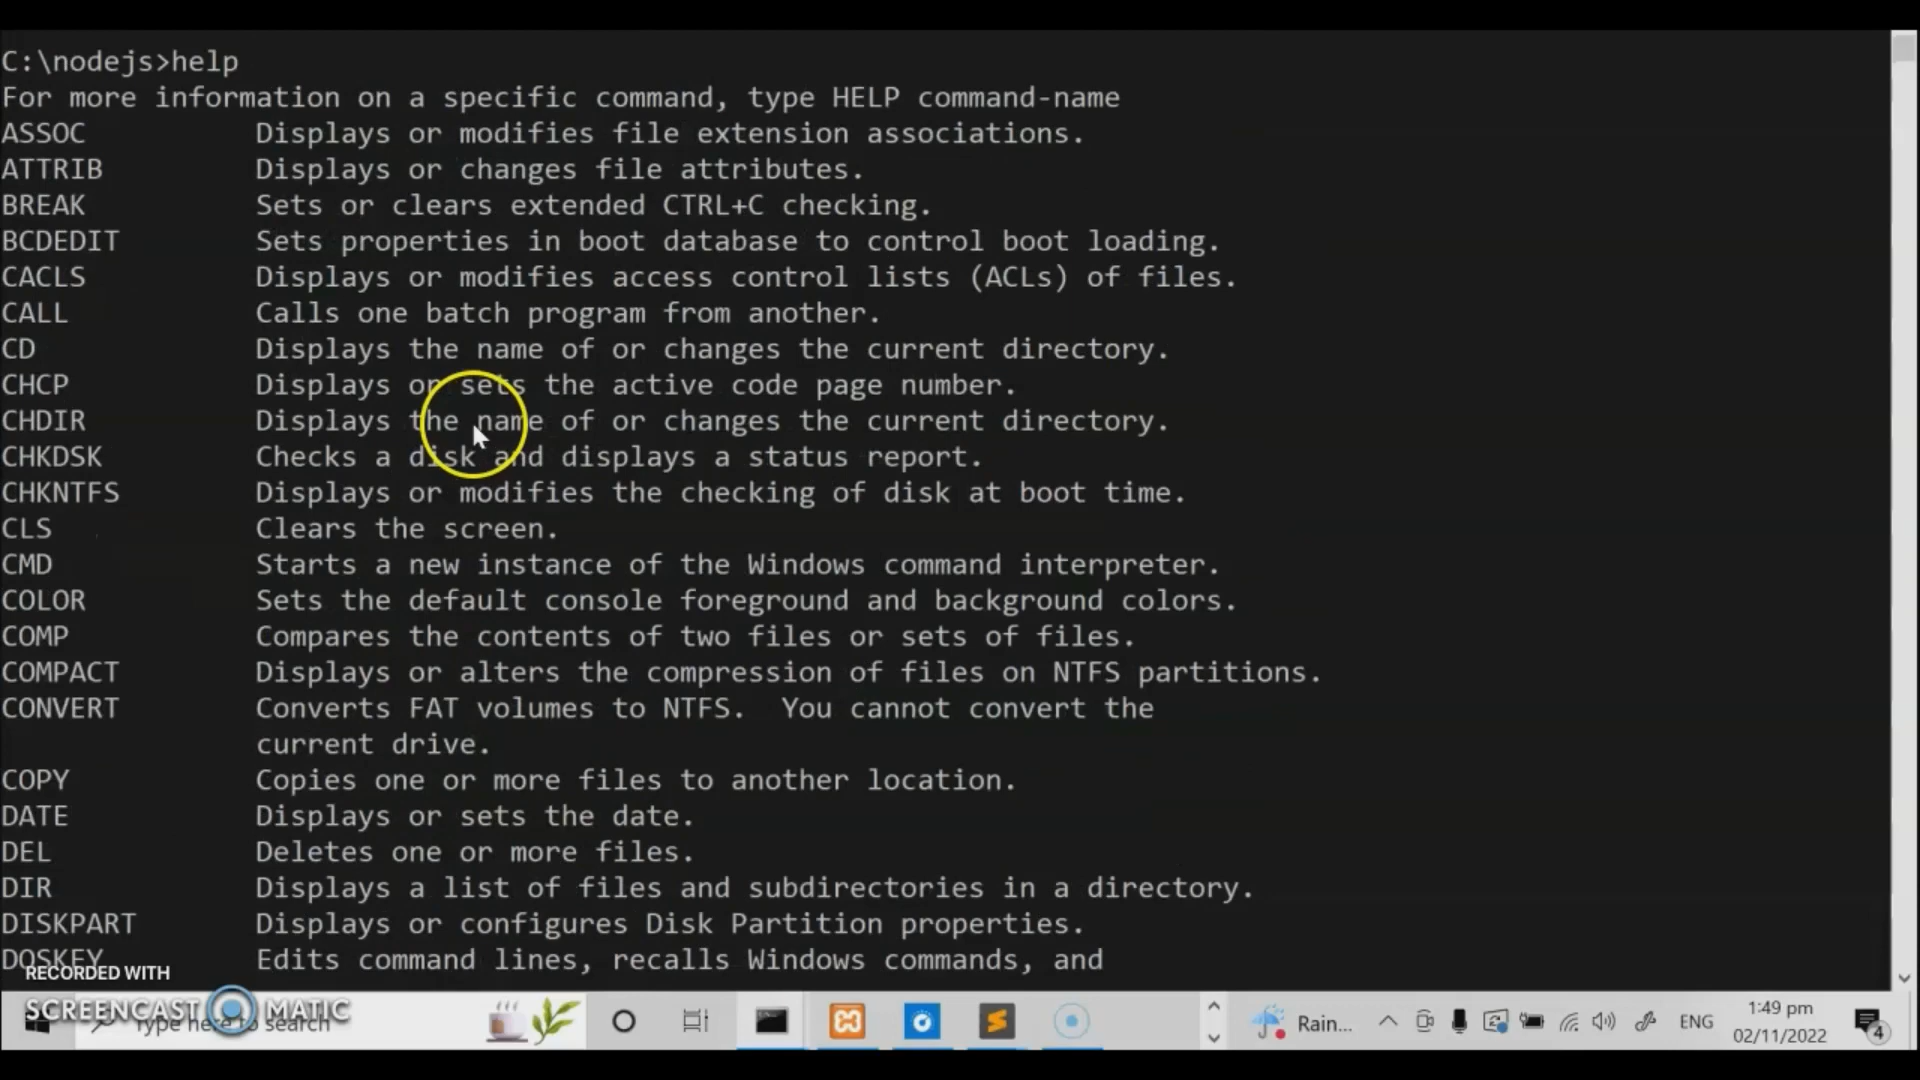 C:\nodejs>help
For more information on a specific command, type HELP command-name
ASSOC          Displays or modifies file extension associations.
ATTRIB         Displays or changes file attributes.
BREAK          Sets or clears extended CTRL+C checking.
BCDEDIT        Sets properties in boot database to control boot loading.
CACLS          Displays or modifies access control lists (ACLs) of files.
CALL           Calls one batch program from another.
CD             Displays the name of or changes the current directory.
CHCP           Displays or sets the active code page number.
CHDIR          Displays the name of or changes the current directory.
CHKDSK         Checks a disk and displays a status report.
CHKNTFS        Displays or modifies the checking of disk at boot time.
CLS            Clears the screen.
CMD            Starts a new instance of the Windows command interpreter.
COLOR          Sets the default console foreground and background colors.
COMP           Compares the contents of two files or sets of files.
COMPACT        Displays or alters the compression of files on NTFS partitions.
CONVERT        Converts FAT volumes to NTFS.  You cannot convert the
               current drive.
COPY           Copies one or more files to another location.
DATE           Displays or sets the date.
DEL            Deletes one or more files.
DIR            Displays a list of files and subdirectories in a directory.
DISKPART       Displays or configures Disk Partition properties.
DOSKEY         Edits command lines, recalls Windows commands, and
RECORDED WITH
SCREENCAST MATIC
Type here to search
Rain...
ENG
1:49 pm
02/11/2022
4